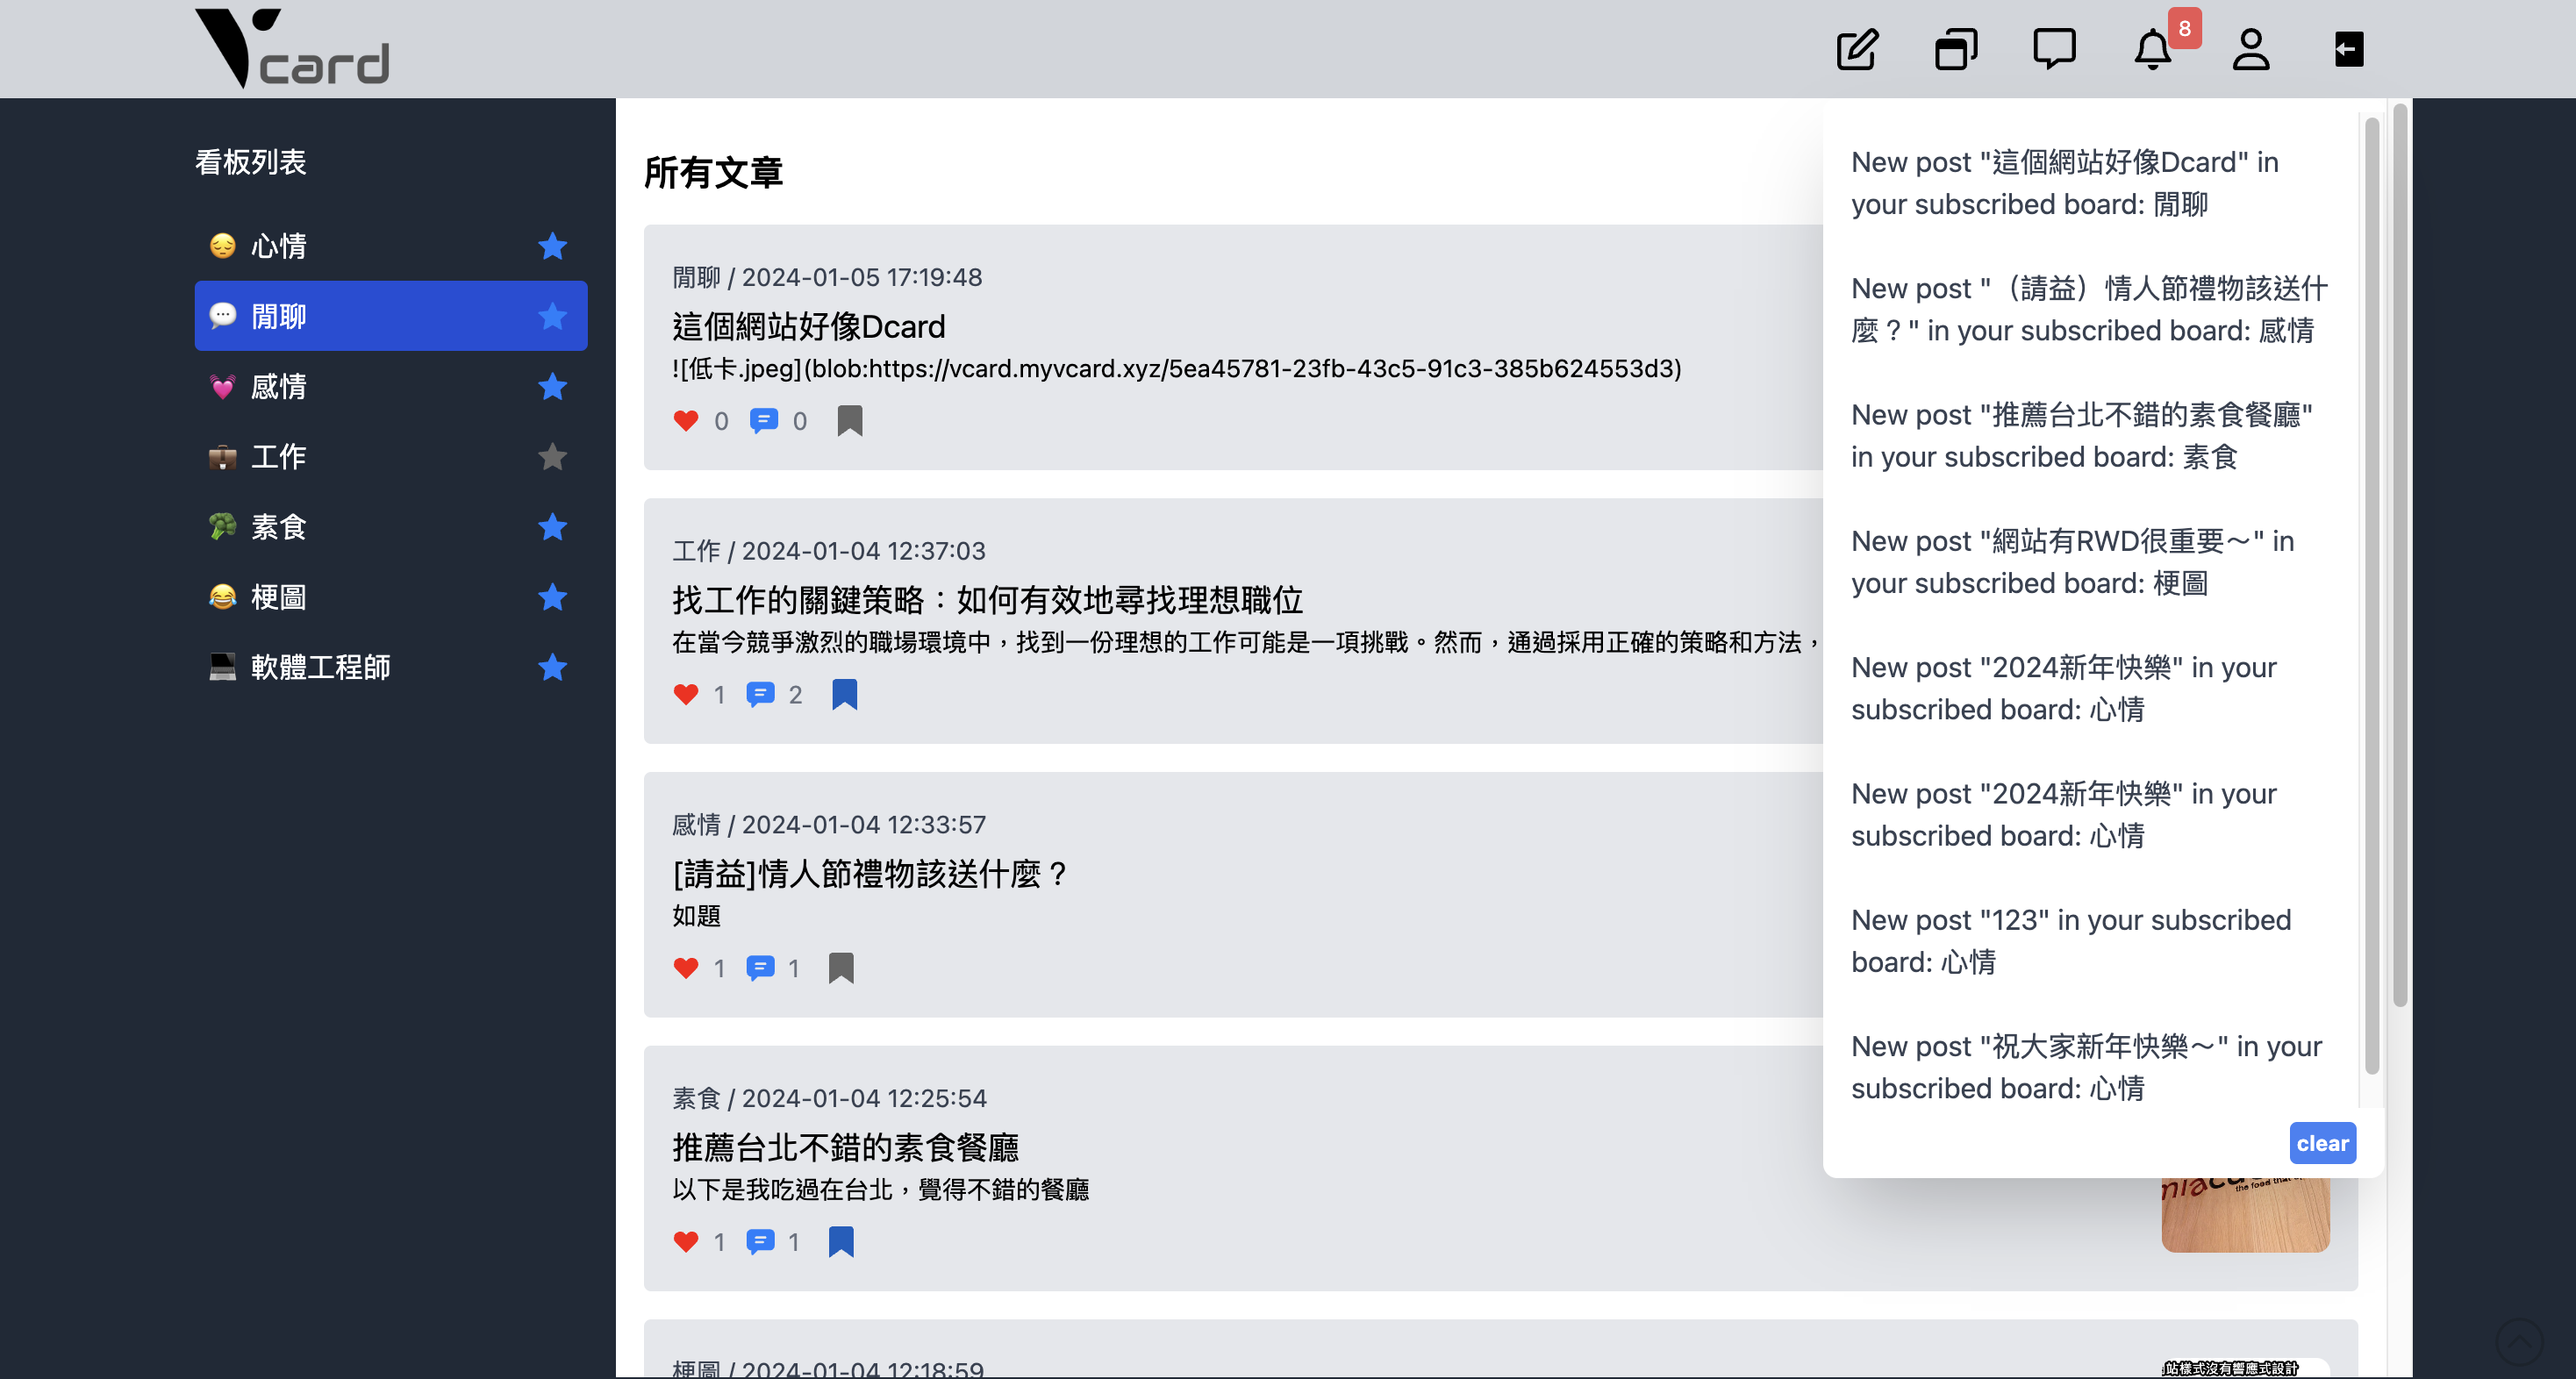 Vcard
8
看板列表
心情
閒聊
感情
工作
素食
梗圖
軟體工程師
所有文章
閒聊 / 2024-01-05 17:19:48
這個網站好像Dcard
![低卡.jpeg](blob:https://vcard.myvcard.xyz/5ea45781-23fb-43c5-91c3-385b624553d3)
0 0
工作 / 2024-01-04 12:37:03
找工作的關鍵策略：如何有效地尋找理想職位
在當今競爭激烈的職場環境中，找到一份理想的工作可能是一項挑戰。然而，通過採用正確的策略和方法，
1 2
感情 / 2024-01-04 12:33:57
[請益]情人節禮物該送什麼？
如題
1 1
素食 / 2024-01-04 12:25:54
推薦台北不錯的素食餐廳
以下是我吃過在台北，覺得不錯的餐廳
1 1
the food that
梗圖 / 2024-01-04 12:18:59
站樣式沒有響應式設計
New post "這個網站好像Dcard" in
your subscribed board: 閒聊
New post "（請益）情人節禮物該送什
麼？" in your subscribed board: 感情
New post "推薦台北不錯的素食餐廳"
in your subscribed board: 素食
New post "網站有RWD很重要～" in
your subscribed board: 梗圖
New post "2024新年快樂" in your
subscribed board: 心情
New post "2024新年快樂" in your
subscribed board: 心情
New post "123" in your subscribed
board: 心情
New post "祝大家新年快樂～" in your
subscribed board: 心情
clear